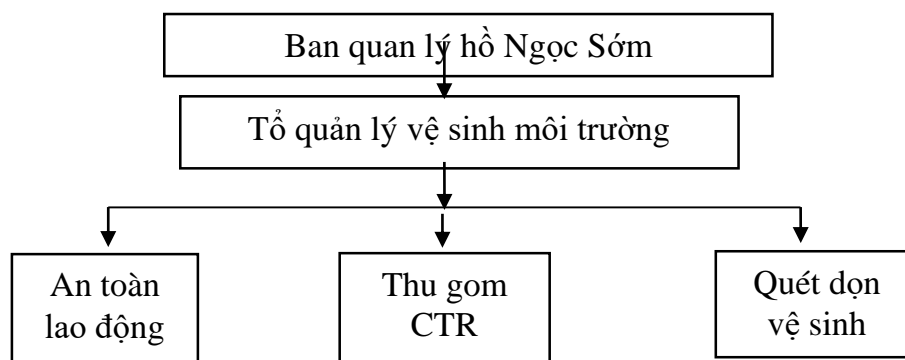 Ban quan lý hồ Ngọc Sớm
Tổ quản lý vệ sinh môi trường
An toàn
lao động
Thu gom
CTR
Quét dọn
vệ sinh